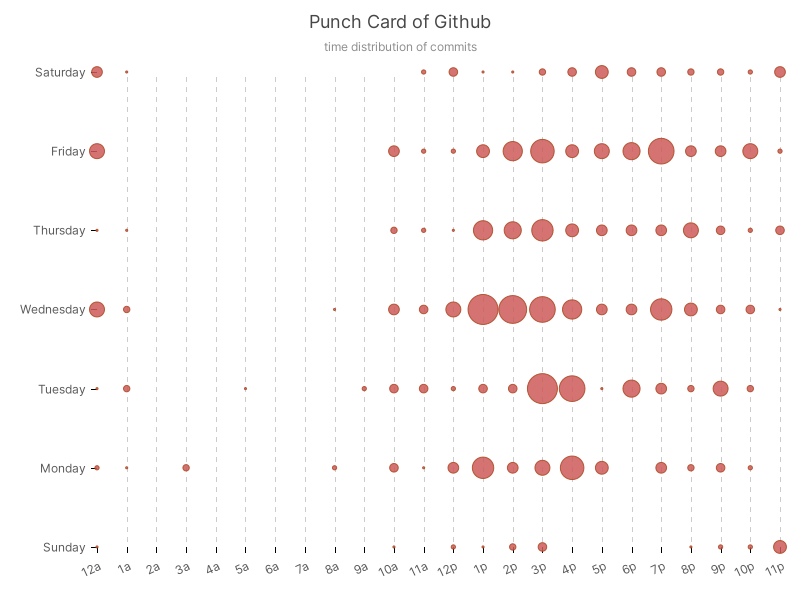 Punch Card of Github
time distribution of commits
Saturday
Friday
Thursday
Wednesday
Tuesday
Monday
Sunday
12a 1a 2a 3a 4a 5a 6a 7a 8a 9a 10a 11a 12p 1p 2p 3p 4p 5p 6p 7p 8p 9p 10p 11p